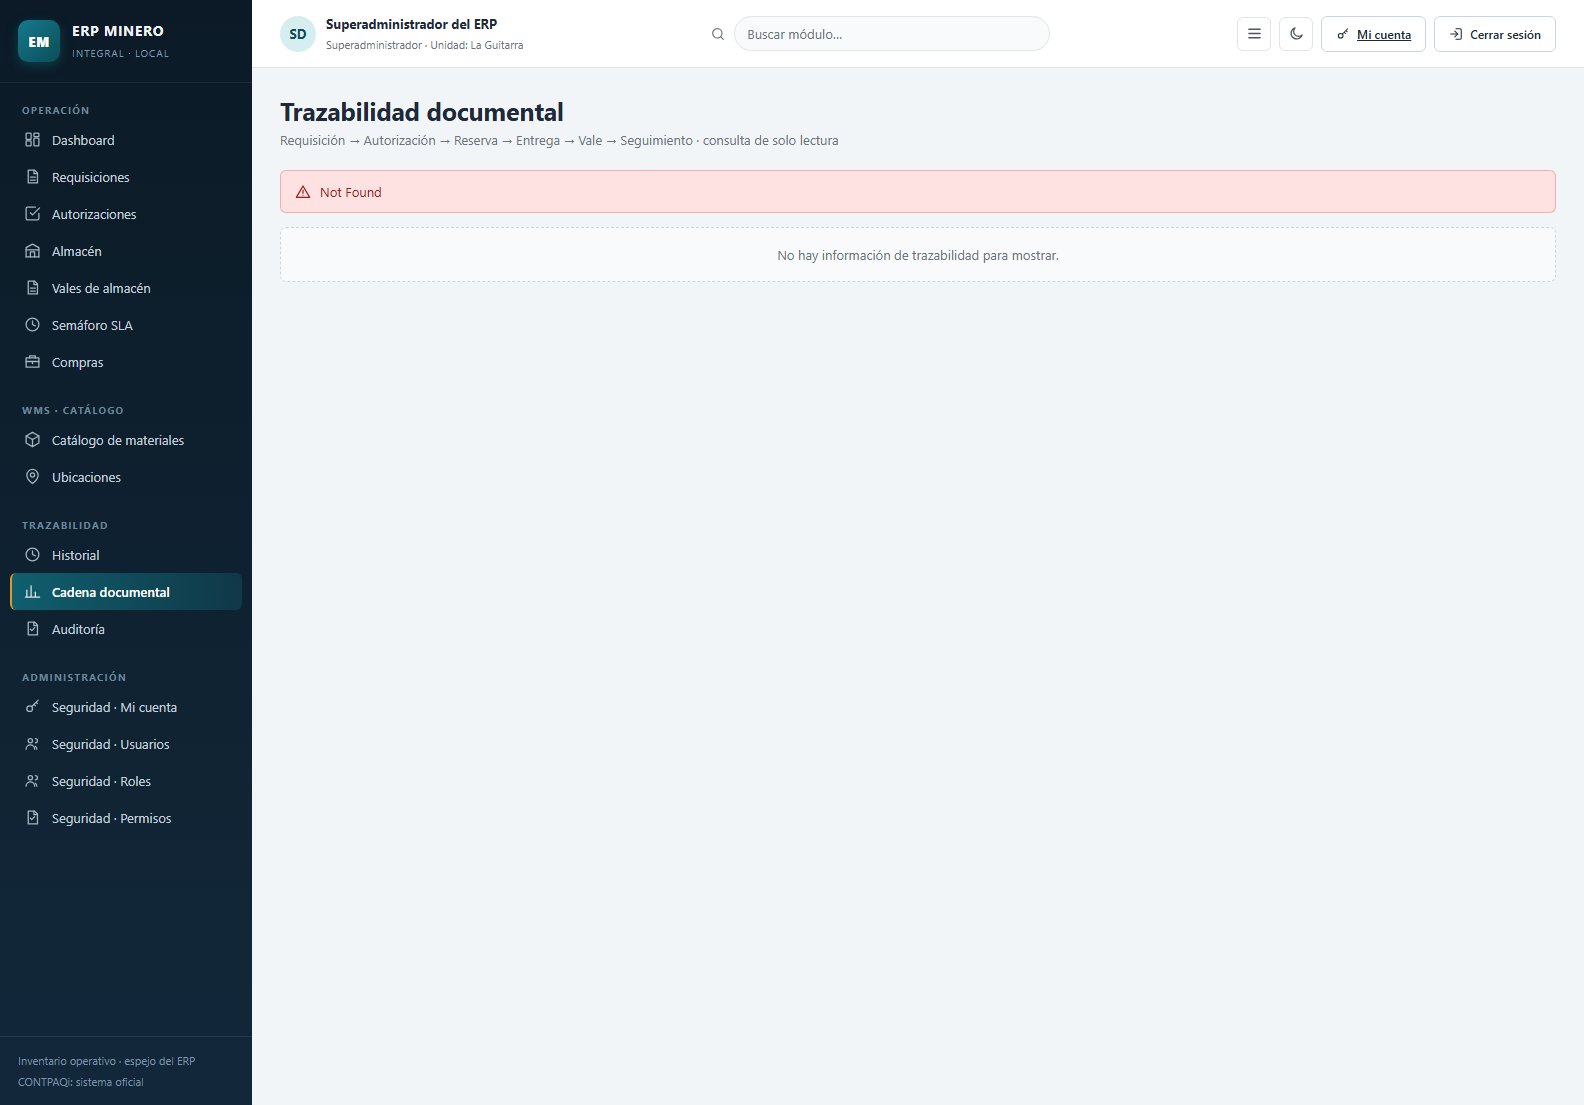 EM
ERP MINERO
INTEGRAL · LOCAL
OPERACIÓN
Dashboard
Requisiciones
Autorizaciones
Almacén
Vales de almacén
Semáforo SLA
Compras
WMS · CATÁLOGO
Catálogo de materiales
Ubicaciones
TRAZABILIDAD
Historial
Cadena documental
Auditoría
ADMINISTRACIÓN
Seguridad · Mi cuenta
Seguridad · Usuarios
Seguridad · Roles
Seguridad · Permisos
Inventario operativo · espejo del ERP
CONTPAQi: sistema oficial
SD
Superadministrador del ERP
Superadministrador · Unidad: La Guitarra
Buscar módulo...
Mi cuenta
Cerrar sesión
Trazabilidad documental
Requisición → Autorización → Reserva → Entrega → Vale → Seguimiento · consulta de solo lectura
Not Found
No hay información de trazabilidad para mostrar.